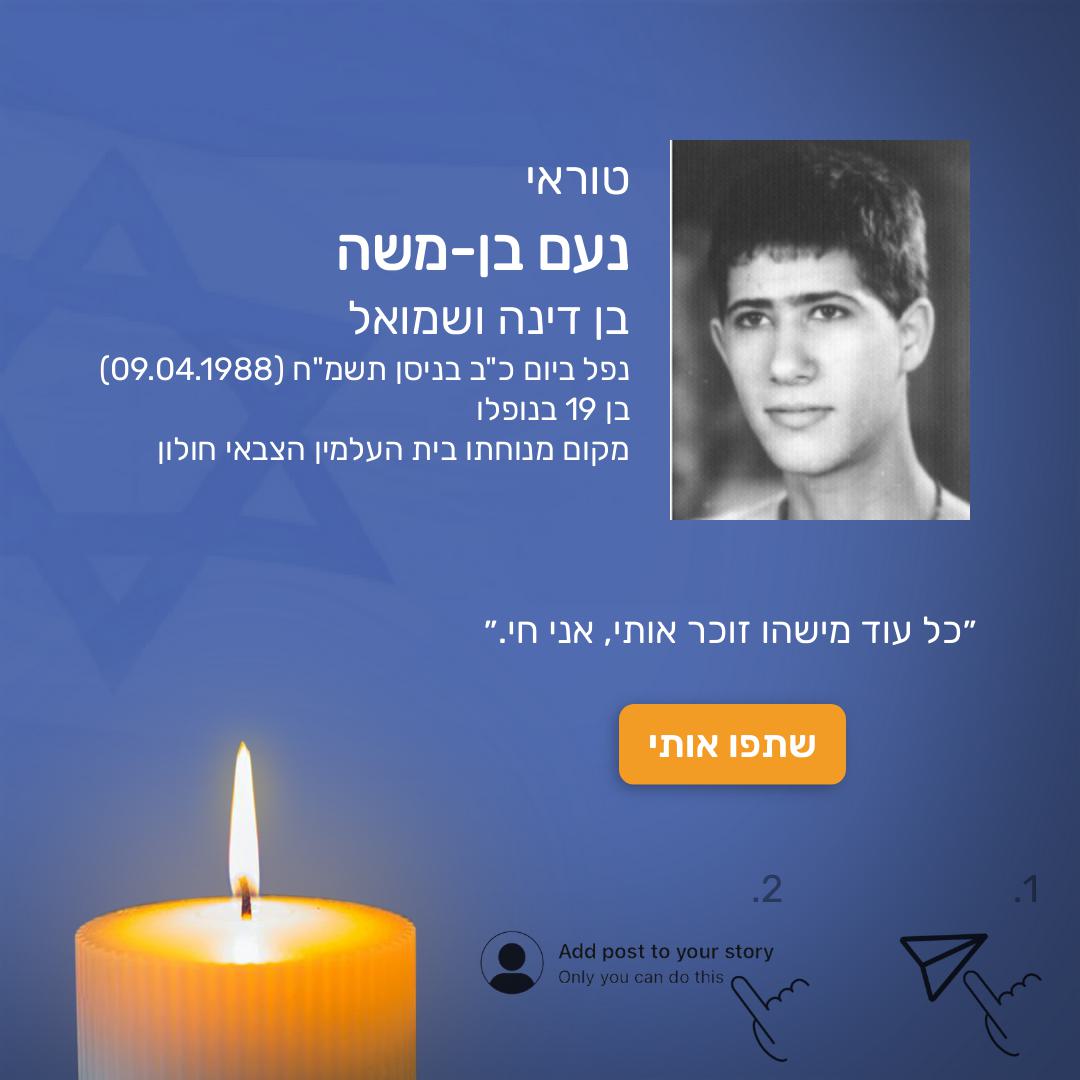 טוראי
נעם בן-משה
בן דינה ושמואל
נפל ביום כ"ב בניסן תשמ"ח (09.04.1988)
בן 19 בנופלו
מקום מנוחתו בית העלמין הצבאי חולון
״כל עוד מישהו זוכר אותי, אני חי.״
שתפו אותי
.1
.2
Add post to your story
Only you can do this